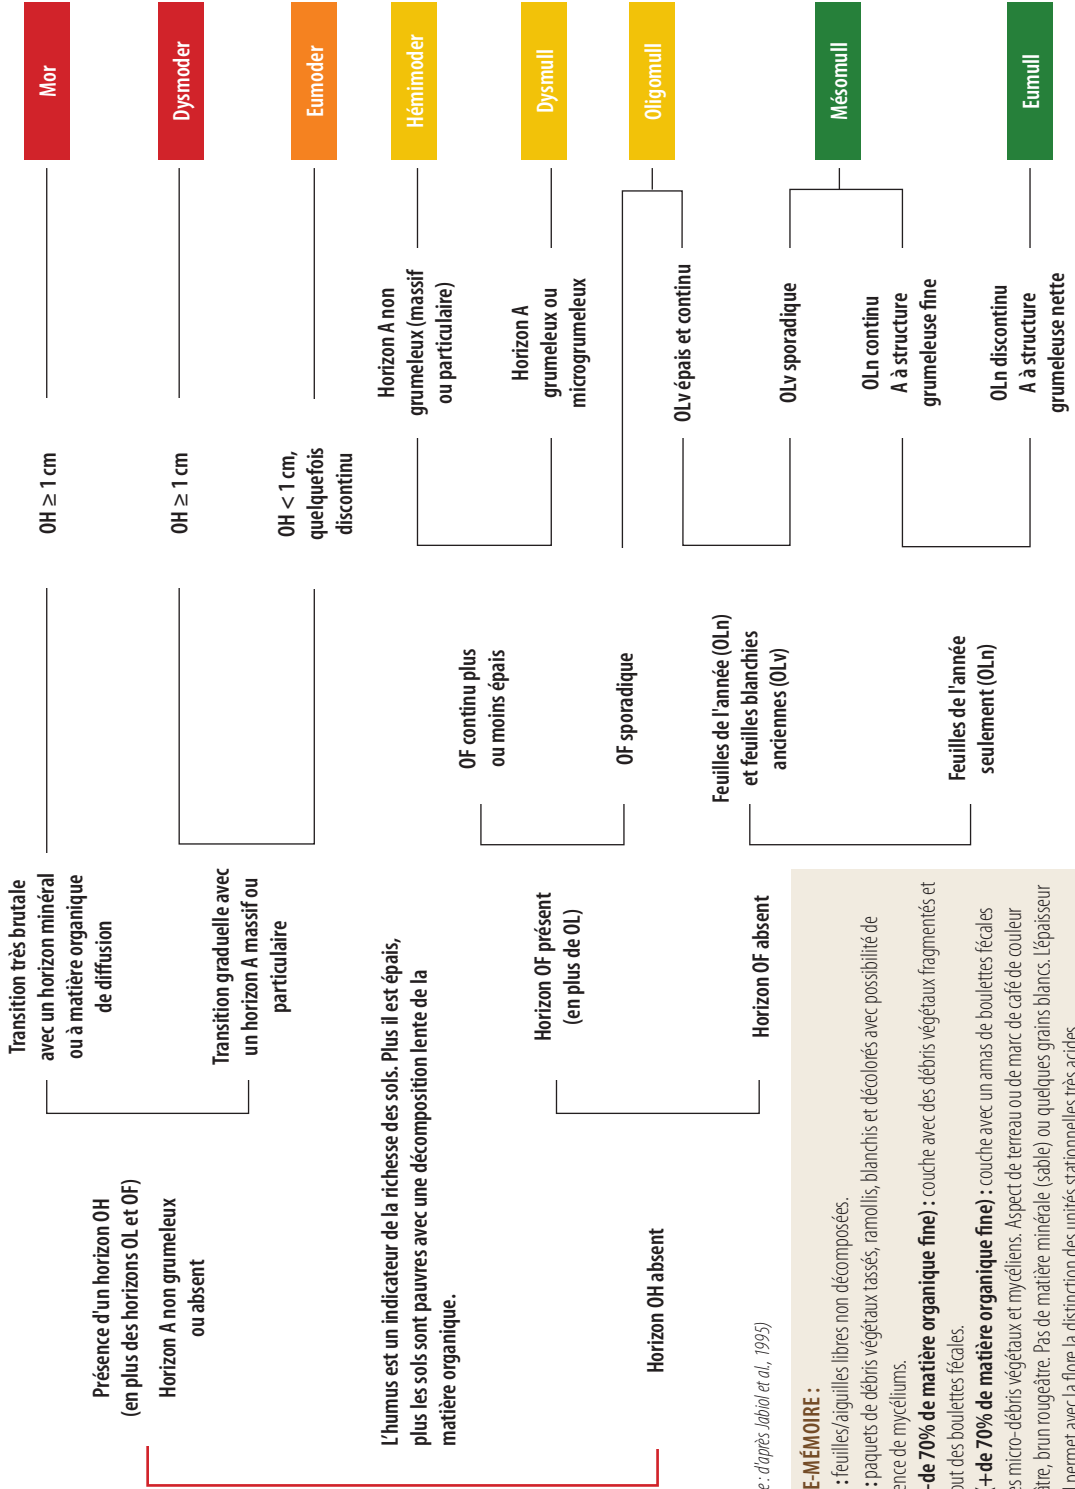 Présence d'un horizon OH
(en plus des horizons OL et OF)
Horizon A non grumeleux
ou absent
Transition très brutale
avec un horizon minéral
ou à matière organique
de diffusion
OH ≥ 1 cm
Mor
Transition graduelle avec
un horizon A massif ou
particulaire
OH ≥ 1 cm
Dysmoder
OH < 1 cm,
quelquefois
discontinu
Eumoder
L'humus est un indicateur de la richesse des sols. Plus il est épais,
plus les sols sont pauvres avec une décomposition lente de la
matière organique.
Horizon OH absent
Horizon OF présent
(en plus de OL)
OF continu plus
ou moins épais
Horizon A non
grumeleux (massif
ou particulaire)
Hémimoder
Horizon A
grumeleux ou
microgrumeleux
Dysmull
OF sporadique
Oligomull
Horizon OF absent
Feuilles de l'année (OLn)
et feuilles blanchies
anciennes (OLv)
OLv épais et continu
OLv sporadique
Mésomull
Feuilles de l'année
seulement (OLn)
OLn continu
A à structure
grumeleuse fine
OLn discontinu
A à structure
grumeleuse nette
Eumull
e : d'après Jabiol et al., 1995)
E-MÉMOIRE :
: feuilles/aiguilles libres non décomposées.
: paquets de débris végétaux tassés, ramollis, blanchis et décolorés avec possibilité de
ence de mycéliums.
-de 70% de matière organique fine) : couche avec des débris végétaux fragmentés et
out des boulettes fécales.
(+de 70% de matière organique fine) : couche avec un amas de boulettes fécales
es micro-débris végétaux et mycéliens. Aspect de terreau ou de marc de café de couleur
âtre, brun rougeâtre. Pas de matière minérale (sable) ou quelques grains blancs. L'épaisseur
l permet avec la flore la distinction des unités stationnelles très acides.